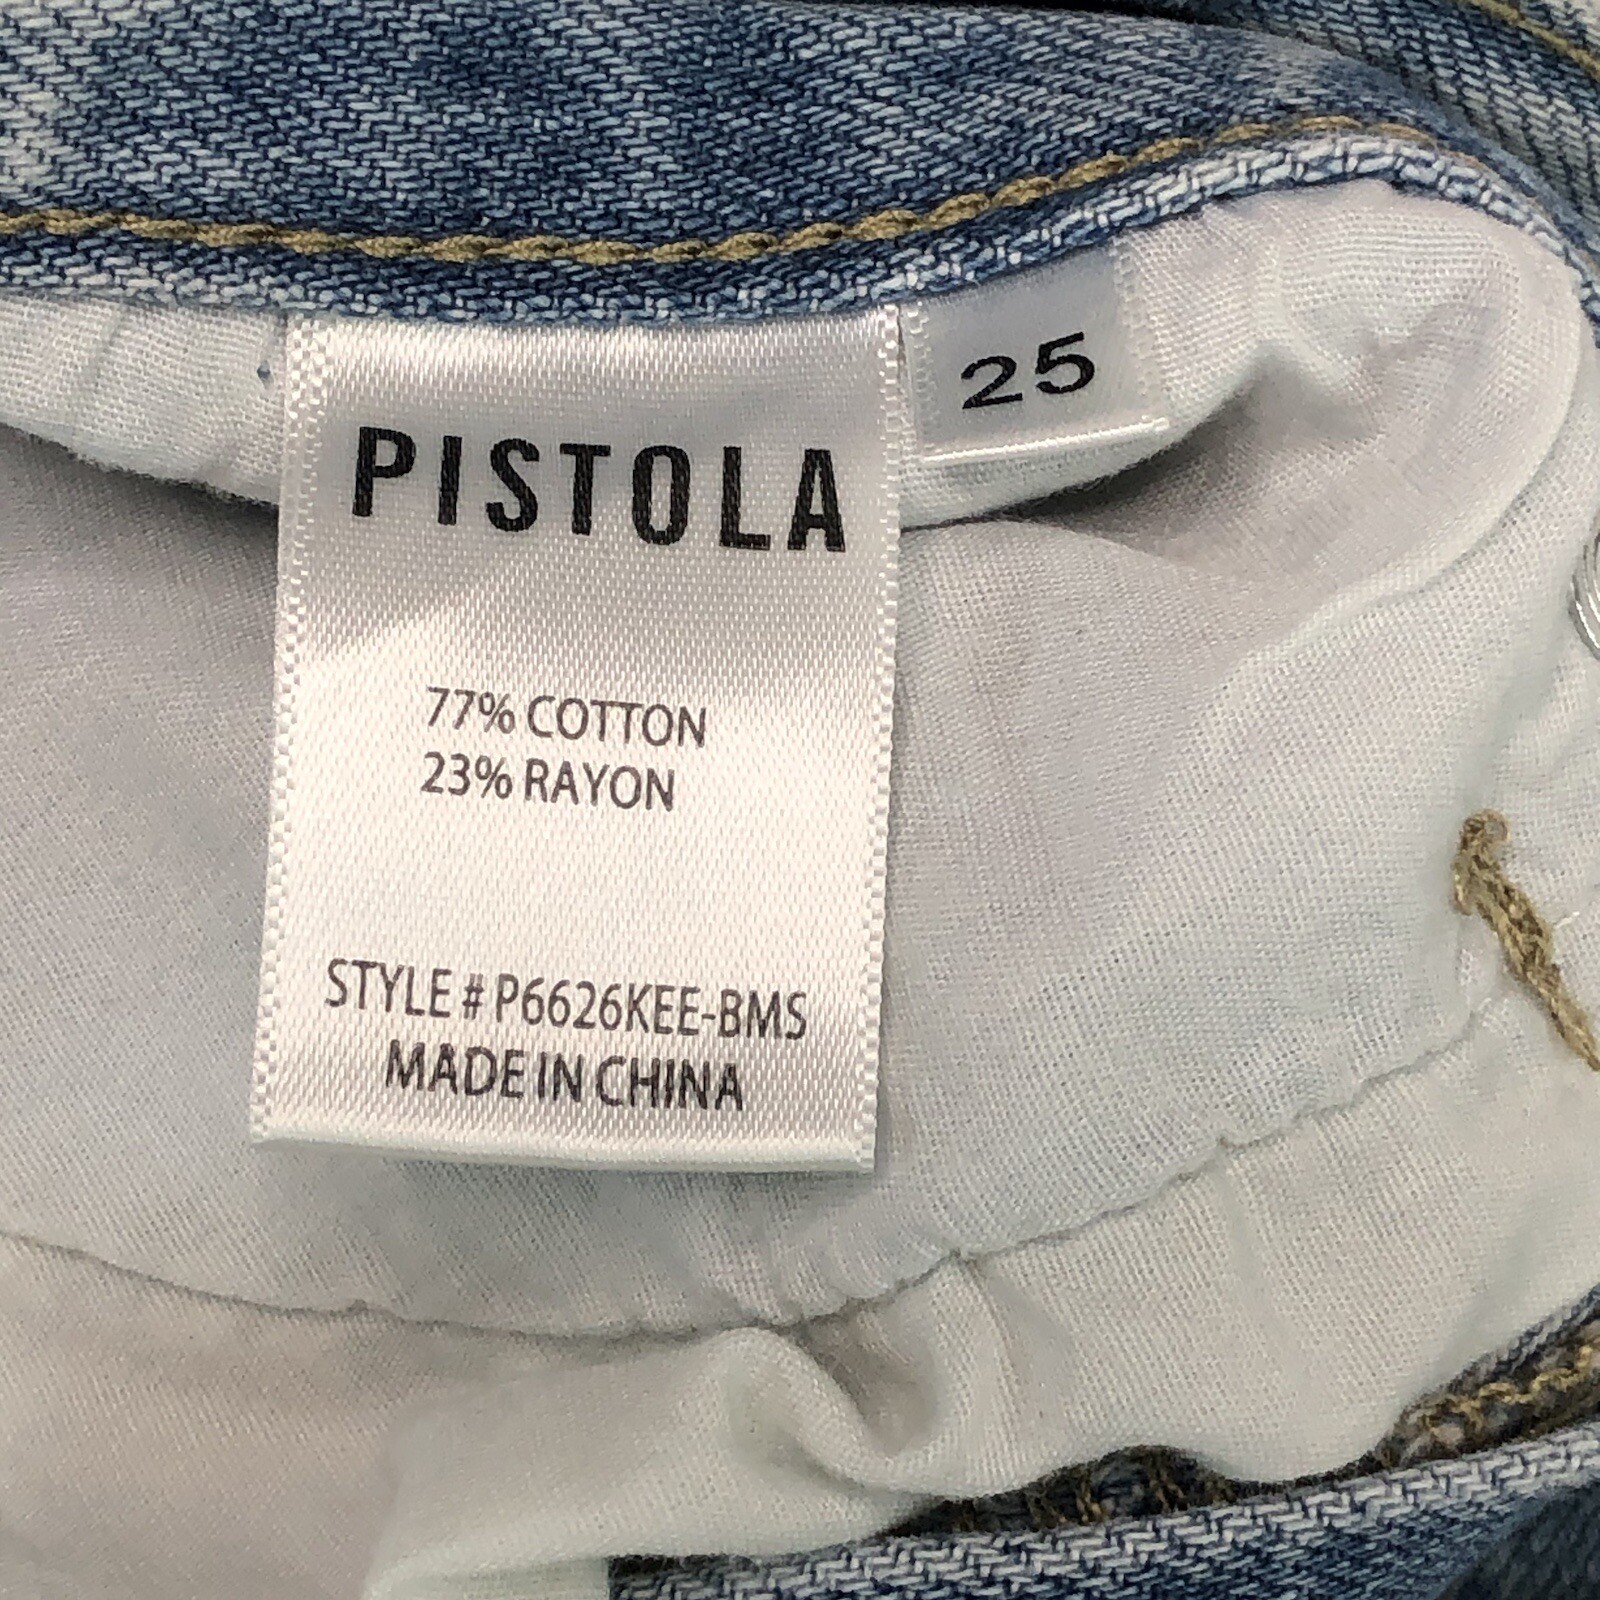 PISTOLA
25
77% COTTON
23% RAYON
STYLE # P6626KEE-BMS
MADE IN CHINA